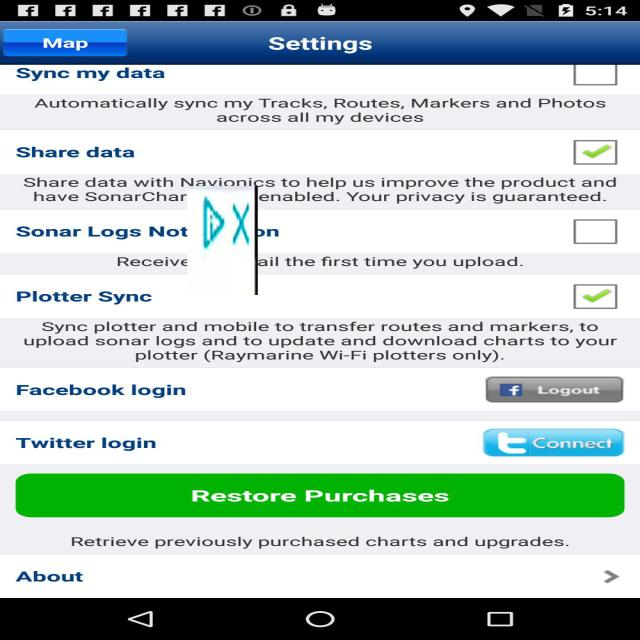 5:14
Map
Settings
Sync my data
Automatically sync my Tracks, Routes, Markers and Photos
across all my devices
Share data
Share data with Navionics to help us improve the product and
have SonarChar enabled. Your privacy is guaranteed.
Sonar Logs Not on
Receive ail the first time you upload.
Plotter Sync
Sync plotter and mobile to transfer routes and markers, to
upload sonar logs and to update and download charts to your
plotter (Raymarine Wi-Fi plotters only).
Facebook login
Logout
Twitter login
Connect
Restore Purchases
Retrieve previously purchased charts and upgrades.
About